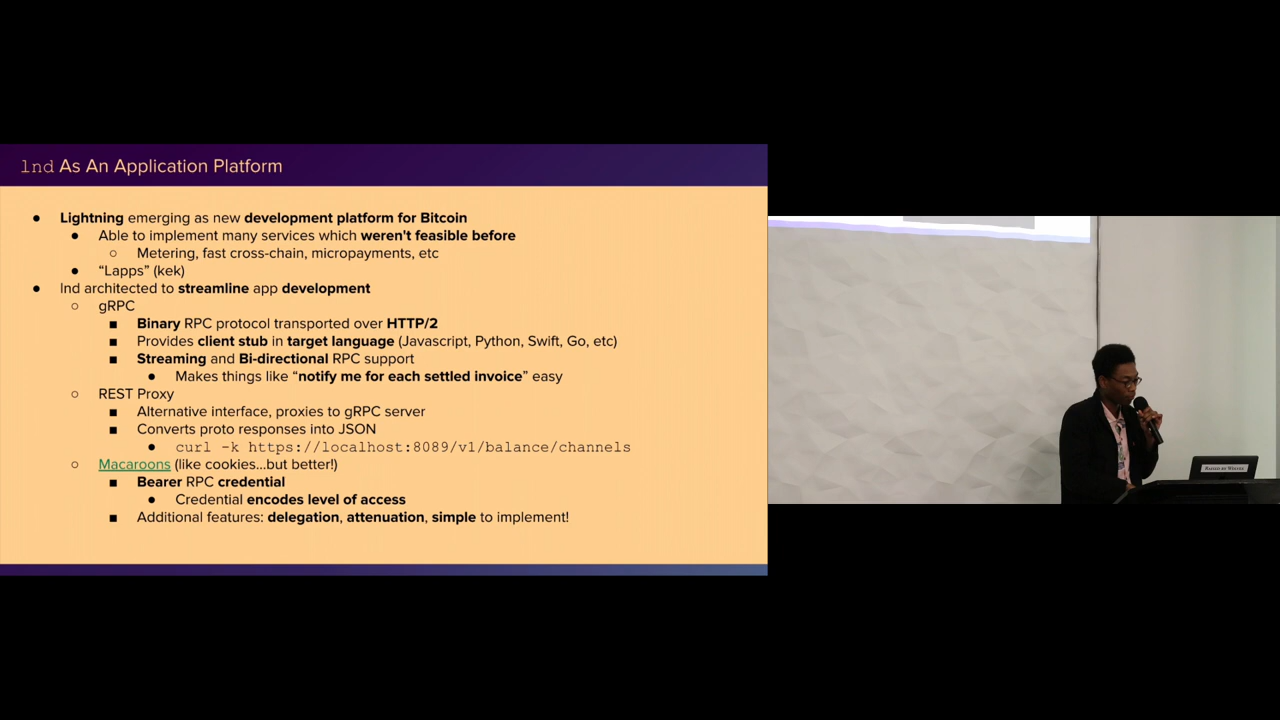 lnd As An Application Platform
● Lightning emerging as new development platform for Bitcoin
● Able to implement many services which weren't feasible before
○ Metering, fast cross-chain, micropayments, etc
● “Lapps” (kek)
● lnd architected to streamline app development
○ gRPC
■ Binary RPC protocol transported over HTTP/2
■ Provides client stub in target language (Javascript, Python, Swift, Go, etc)
■ Streaming and Bi-directional RPC support
● Makes things like “notify me for each settled invoice” easy
○ REST Proxy
■ Alternative interface, proxies to gRPC server
■ Converts proto responses into JSON
● curl -k https://localhost:8089/v1/balance/channels
○ Macaroons (like cookies...but better!)
■ Bearer RPC credential
● Credential encodes level of access
■ Additional features: delegation, attenuation, simple to implement!